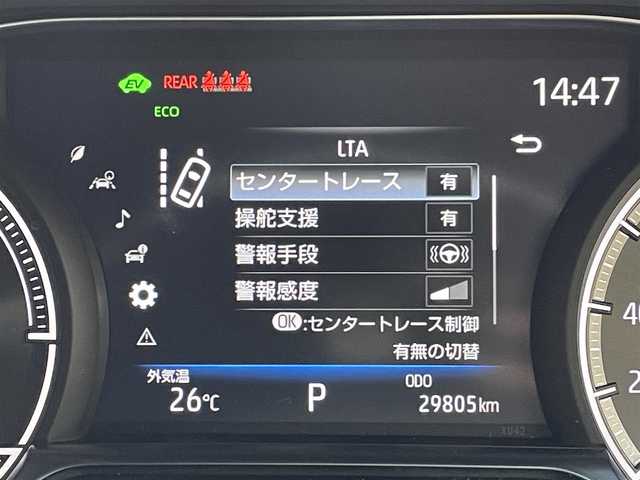 EV REAR
14:47
ECO
LTA
センタートレース 有
操舵支援 有
警報手段
警報感度
OK:センタートレース制御
有無の切替
外気温 ODO
26℃ P 29805km
40
2